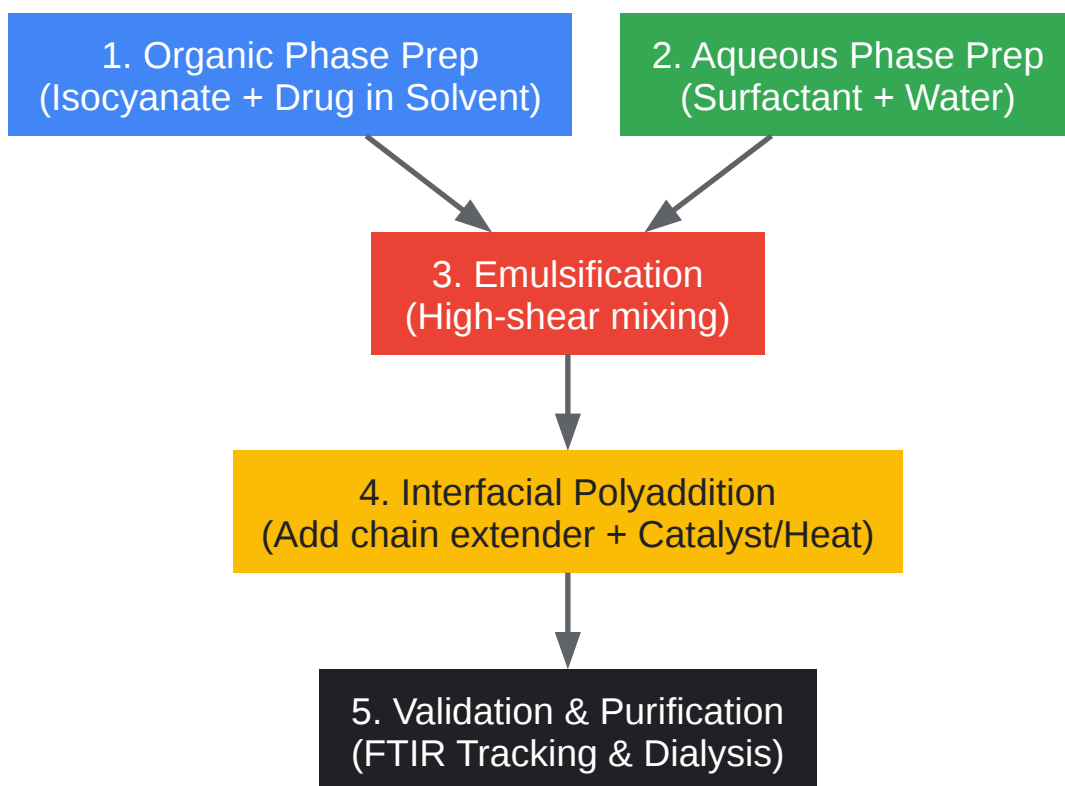 1. Organic Phase Prep
(Isocyanate + Drug in Solvent)
2. Aqueous Phase Prep
(Surfactant + Water)
3. Emulsification
(High-shear mixing)
4. Interfacial Polyaddition
(Add chain extender + Catalyst/Heat)
5. Validation & Purification
(FTIR Tracking & Dialysis)